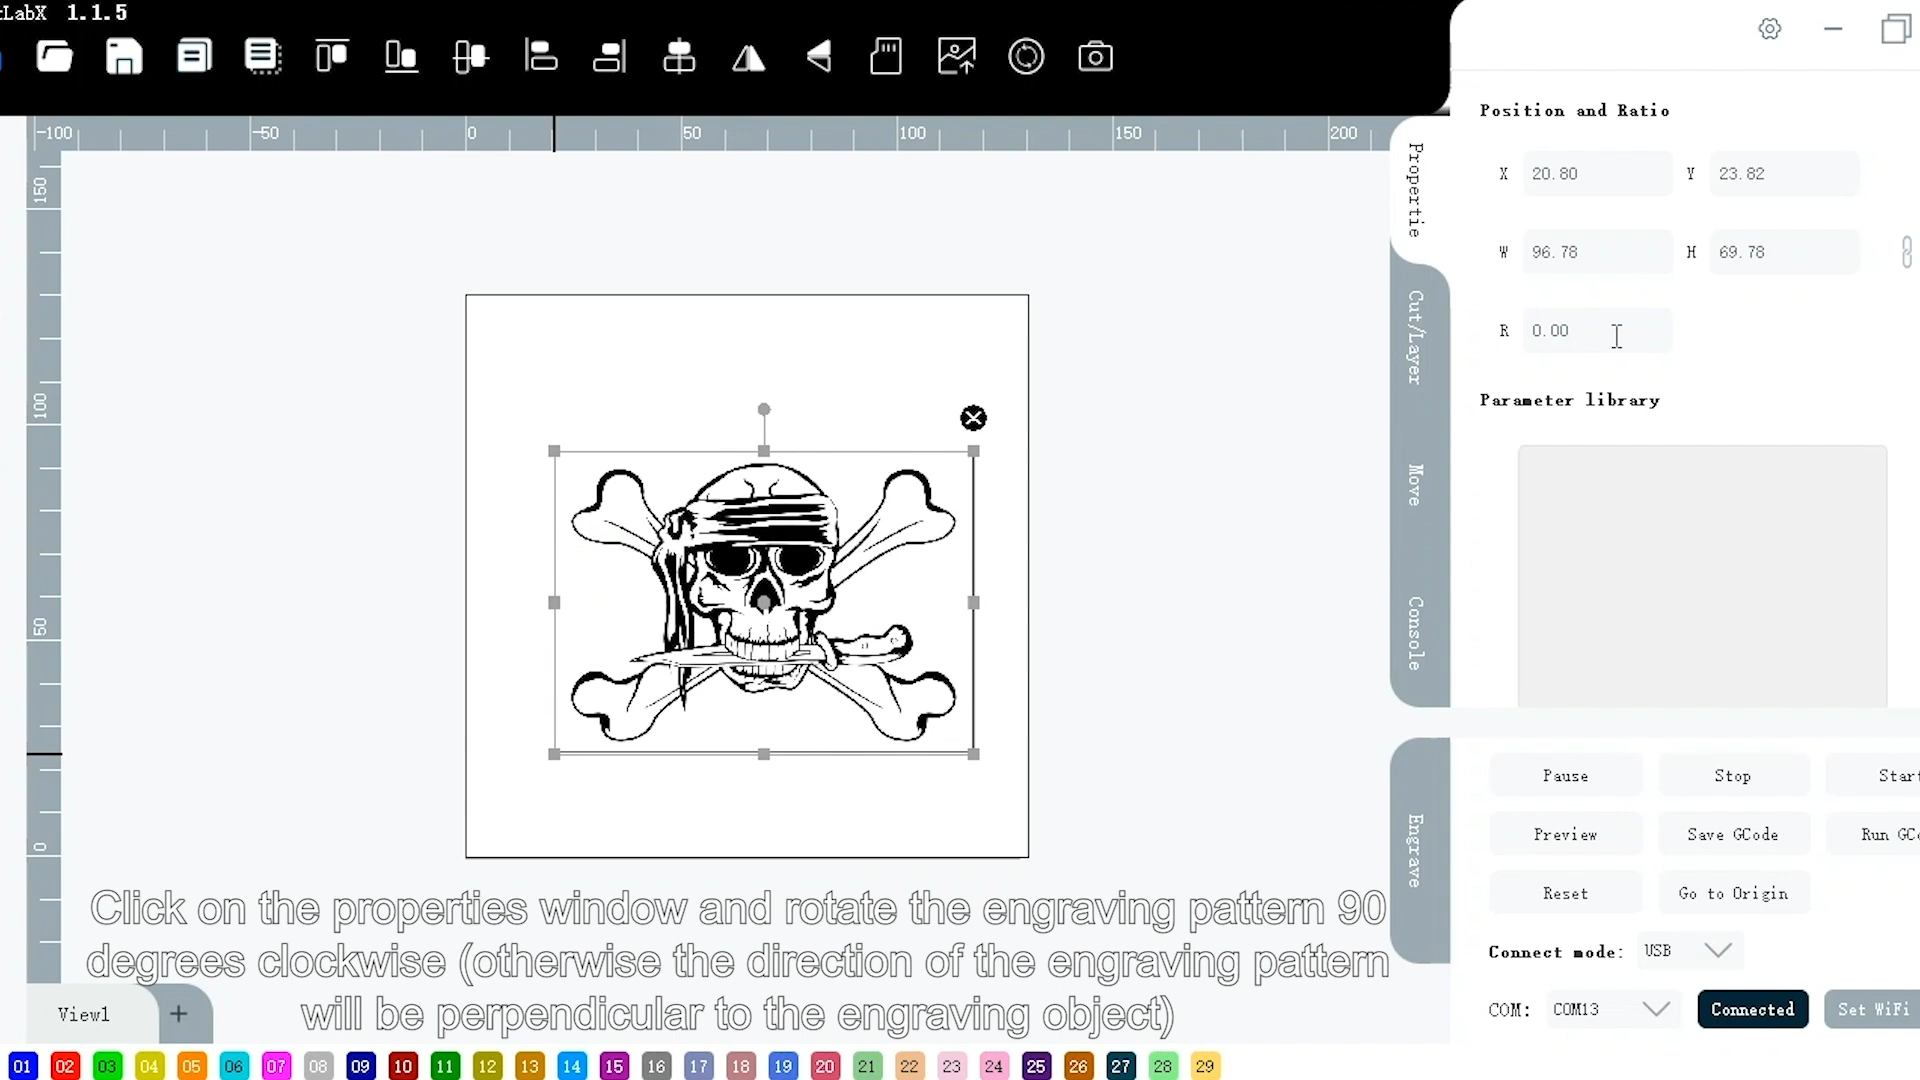 LabX 1.1.5
-100
-50
0
50
100
150
200
150
100
50
0
Position and Ratio
X 20.80 Y 23.82
W 96.78 H 69.78
R 0.00
Parameter library
Propertie
Cut/Layer
Move
Console
Engrave
Pause Stop Start
Preview Save GCode Run GCo
Reset Go to Origin
Connect mode: USB
COM: COM13 Connected Set WiFi
Click on the properties window and rotate the engraving pattern 90
degrees clockwise (otherwise the direction of the engraving pattern
will be perpendicular to the engraving object)
View1 +
01 02 03 04 05 06 07 08 09 10 11 12 13 14 15 16 17 18 19 20 21 22 23 24 25 26 27 28 29